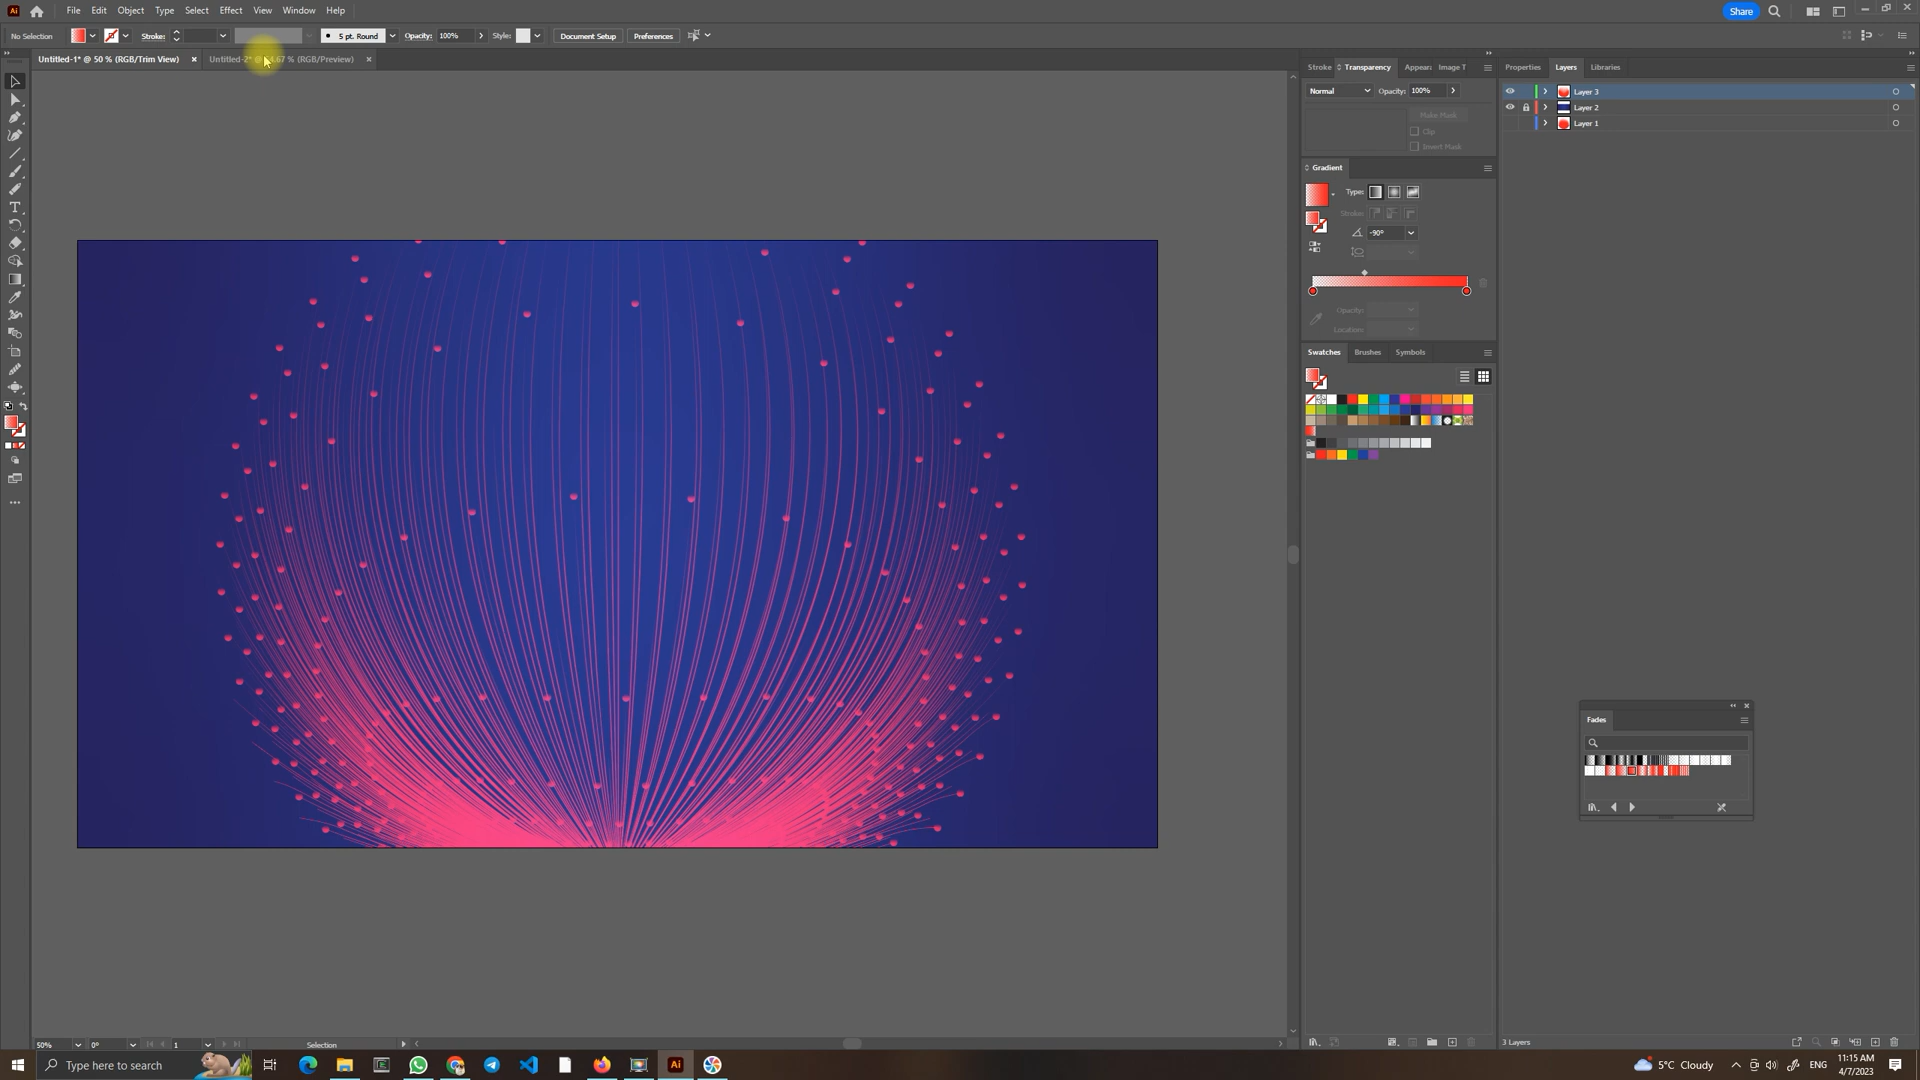 Ai File Edit Object Type Select Effect View Window Help Share
No Selection Stroke: 5 pt. Round Opacity: 100% Style: Document Setup Preferences
Untitled-1* @ 50 % (RGB/Trim View) × Untitled-2* % (RGB/Preview) ×
Stroke Transparency Appear Image T
Properties Layers Libraries
Normal Opacity: 100%
Make Mask
Clip
Invert Mask
Layer 3
Layer 2
Layer 1
Gradient
Type:
Stroke:
-90°
Opacity:
Location:
Swatches Brushes Symbols
Fades
50% 0° 1 Selection
3 Layers
Type here to search
Ai
5°C Cloudy
ENG
11:15 AM
4/7/2023